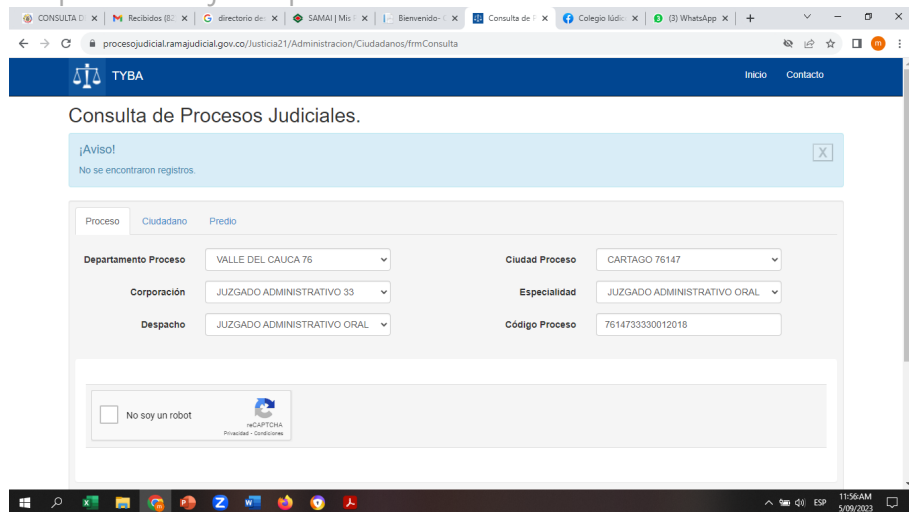 CONSULTA D
Recibidos (82
directorio de
SAMAI | Mis P
Bienvenido-
Consulta de P
Colegio lúdic
(3) WhatsApp
procesojudicial.ramajudicial.gov.co/Justicia21/Administracion/Ciudadanos/frmConsulta
m
TYBA
Inicio Contacto
Consulta de Procesos Judiciales.
¡Aviso!
X
No se encontraron registros.
Proceso Ciudadano Predio
Departamento Proceso VALLE DEL CAUCA 76 Ciudad Proceso CARTAGO 76147
Corporación JUZGADO ADMINISTRATIVO 33 Especialidad JUZGADO ADMINISTRATIVO ORAL
Despacho JUZGADO ADMINISTRATIVO ORAL Código Proceso 7614733330012018
No soy un robot
reCAPTCHA
Privacidad - Condiciones
ESP
11:56 AM
5/09/2023